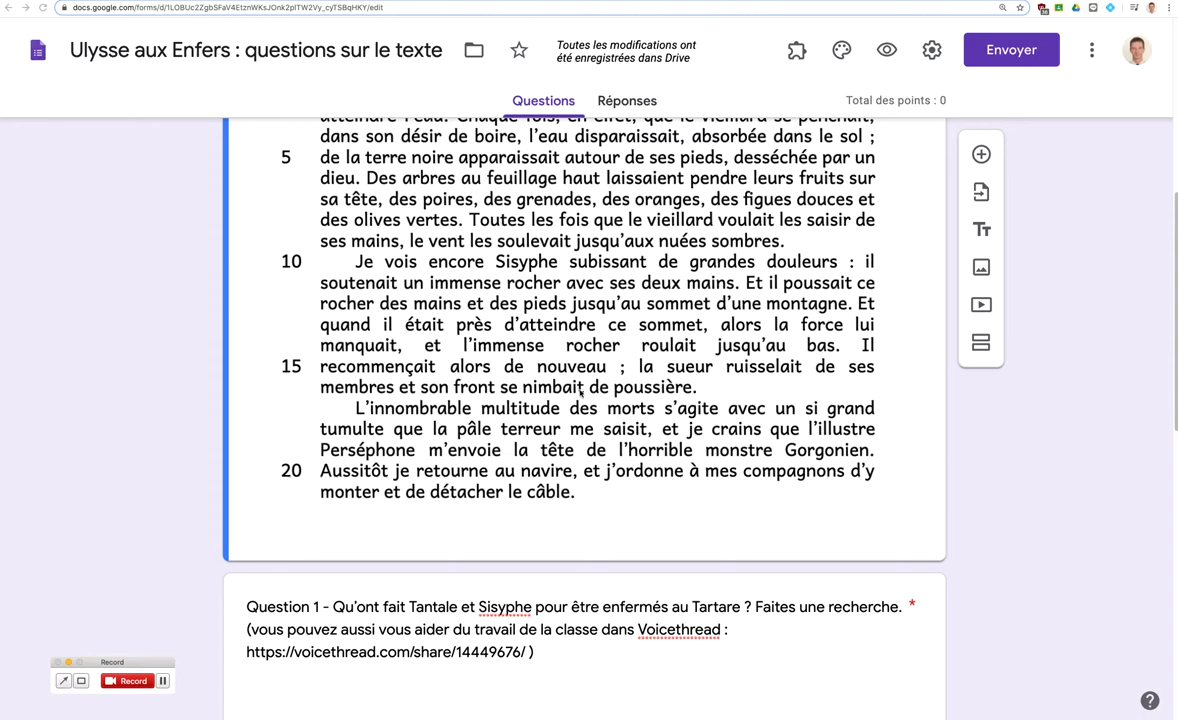 docs.google.com/forms/d/1LOBUc2ZgbSFaV4EtznWKsJOnk2plTW2Vy_cyTSBqHKY/edit
Ulysse aux Enfers : questions sur le texte
Toutes les modifications ont
été enregistrées dans Drive
Envoyer
Questions
Réponses
Total des points : 0
atteindre l'eau. Chaque fois, en effet, que le vieillard se penchait,
dans son désir de boire, l'eau disparaissait, absorbée dans le sol ;
5 de la terre noire apparaissait autour de ses pieds, desséchée par un
dieu. Des arbres au feuillage haut laissaient pendre leurs fruits sur
sa tête, des poires, des grenades, des oranges, des figues douces et
des olives vertes. Toutes les fois que le vieillard voulait les saisir de
ses mains, le vent les soulevait jusqu'aux nuées sombres.
10 Je vois encore Sisyphe subissant de grandes douleurs : il
soutenait un immense rocher avec ses deux mains. Et il poussait ce
rocher des mains et des pieds jusqu'au sommet d'une montagne. Et
quand il était près d'atteindre ce sommet, alors la force lui
manquait, et l'immense rocher roulait jusqu'au bas. Il
15 recommençait alors de nouveau ; la sueur ruisselait de ses
membres et son front se nimbait de poussière.
L'innombrable multitude des morts s'agite avec un si grand
tumulte que la pâle terreur me saisit, et je crains que l'illustre
Perséphone m'envoie la tête de l'horrible monstre Gorgonien.
20 Aussitôt je retourne au navire, et j'ordonne à mes compagnons d'y
monter et de détacher le câble.
Question 1 - Qu'ont fait Tantale et Sisyphe pour être enfermés au Tartare ? Faites une recherche. *
(vous pouvez aussi vous aider du travail de la classe dans Voicethread :
https://voicethread.com/share/14449676/ )
Record
Record